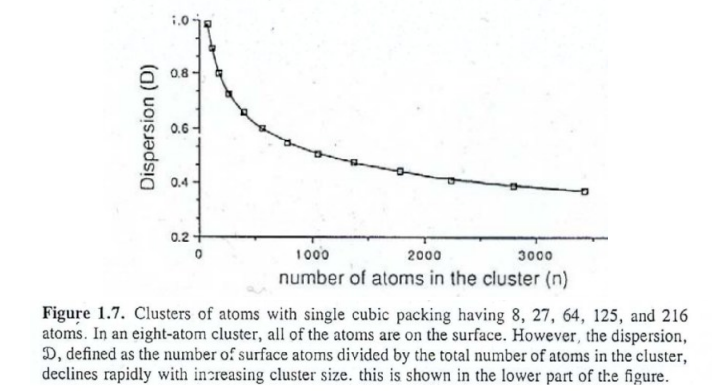 1.0
0.8
0.6
0.4
0.2
Dispersion (D)
0 1000 2000 3000
number of atoms in the cluster (n)
Figure 1.7. Clusters of atoms with single cubic packing having 8, 27, 64, 125, and 216
atoms. In an eight-atom cluster, all of the atoms are on the surface. However, the dispersion,
𝔇, defined as the number of surface atoms divided by the total number of atoms in the cluster,
declines rapidly with increasing cluster size. this is shown in the lower part of the figure.